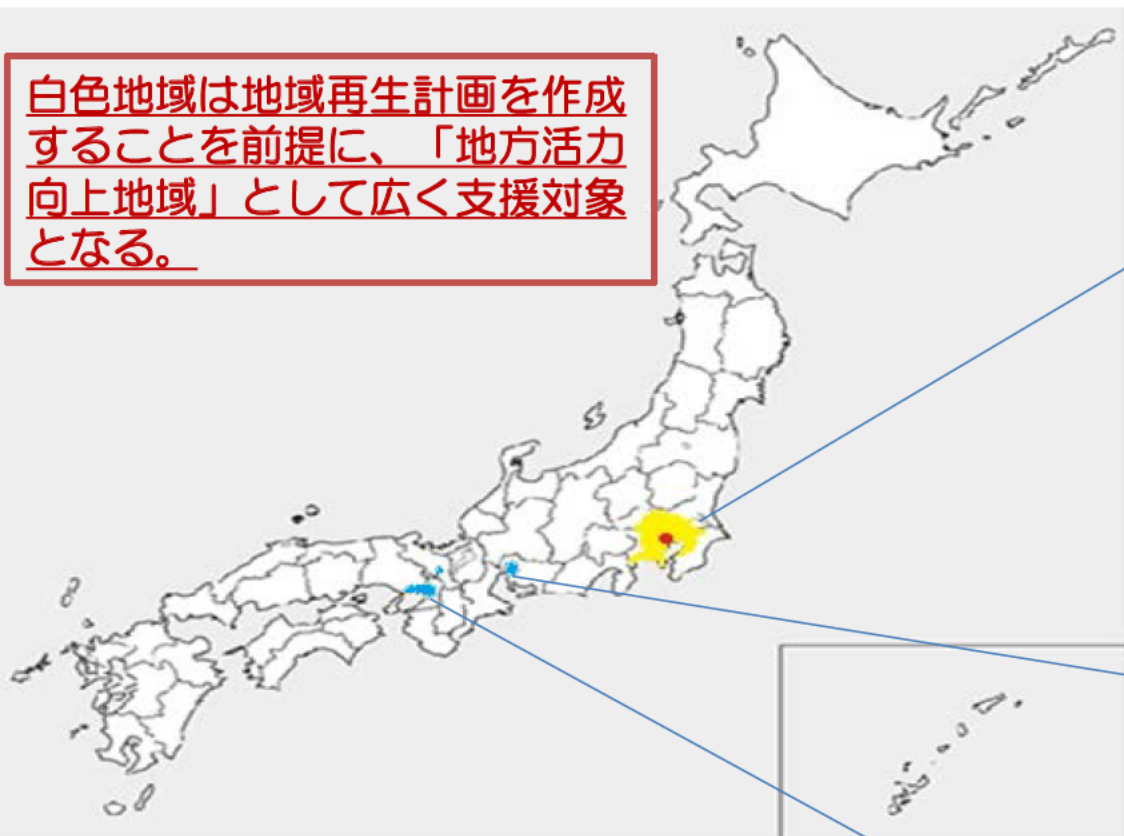 白色地域は地域再生計画を作成
することを前提に、「地方活力
向上地域」として広く支援対象
となる。